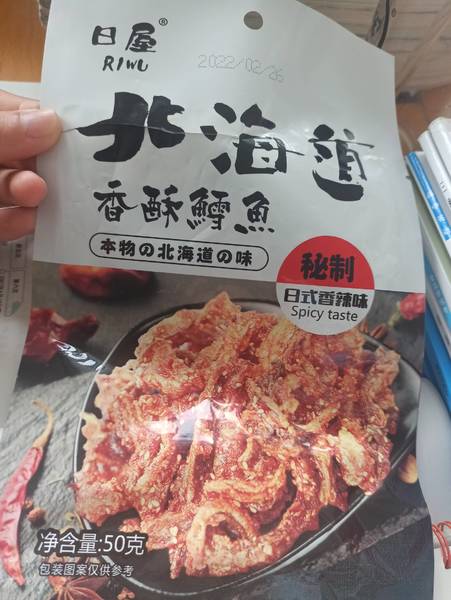 日屋®
RIWU
2022/02/26
北海道
香酥鳕魚
本物の北海道の味
秘制
日式香辣味
Spicy taste
净含量:50克
包装图案仅供参考